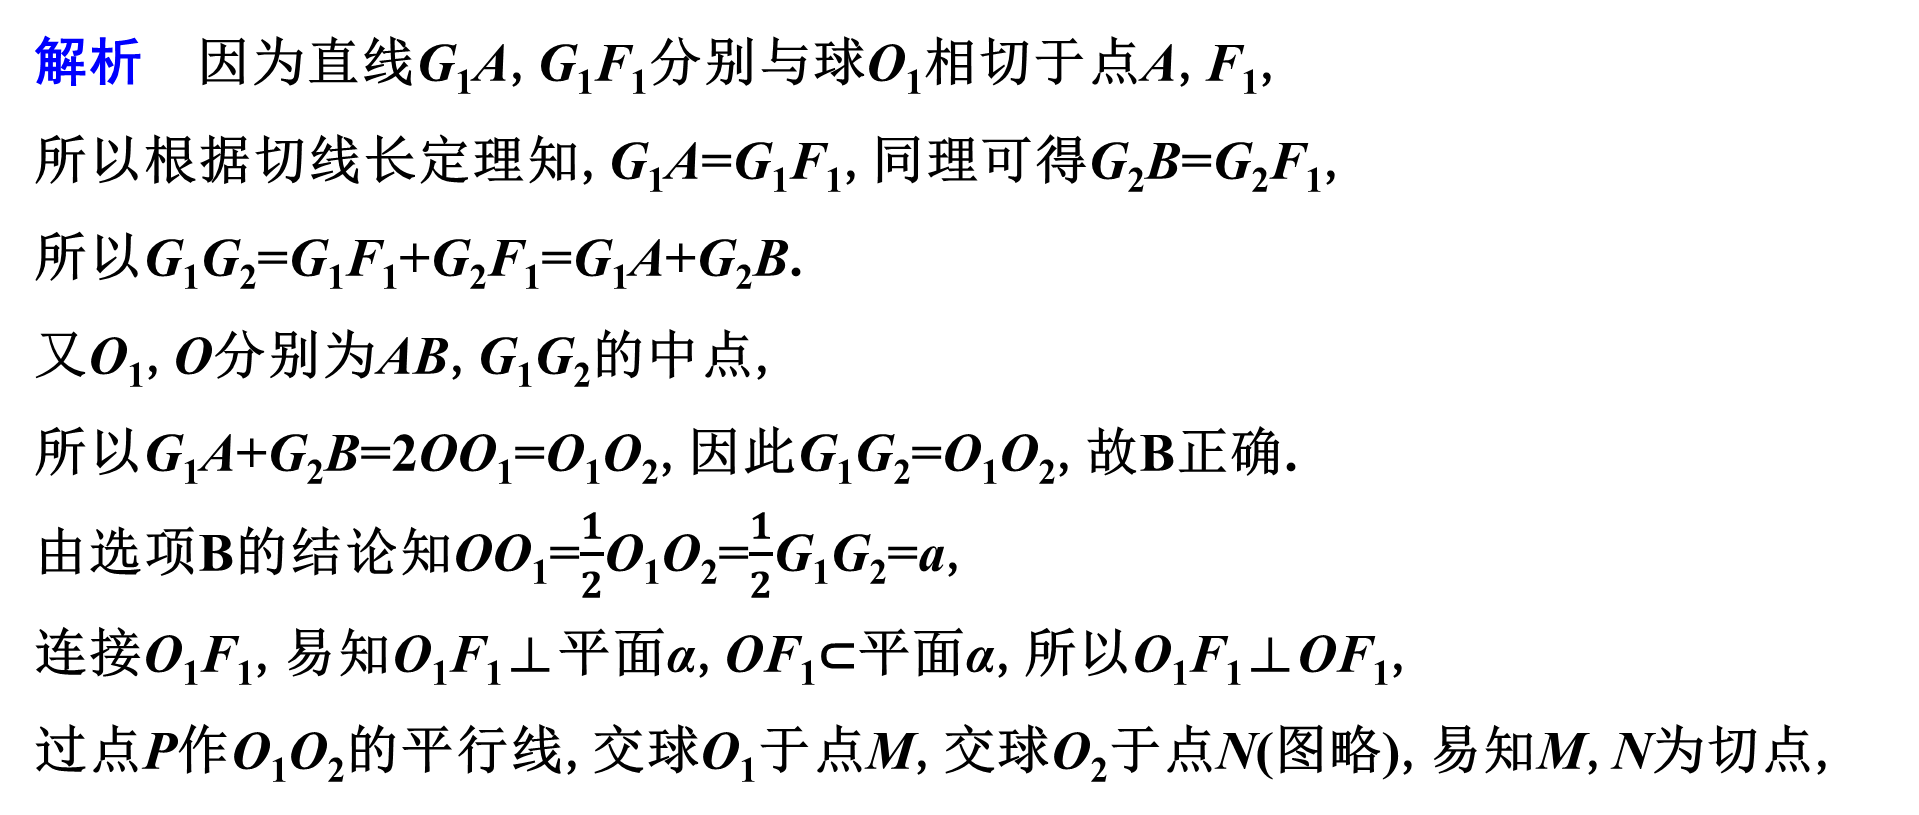 解析 因为直线G₁A, G₁F₁分别与球O₁相切于点A, F₁,
所以根据切线长定理知, G₁A=G₁F₁, 同理可得G₂B=G₂F₁,
所以G₁G₂=G₁F₁+G₂F₁=G₁A+G₂B.
又O₁, O分别为AB, G₁G₂的中点,
所以G₁A+G₂B=2OO₁=O₁O₂, 因此G₁G₂=O₁O₂, 故B正确.
由选项B的结论知OO₁=1/2O₁O₂=1/2G₁G₂=a,
连接O₁F₁, 易知O₁F₁⊥平面α, OF₁⊂平面α, 所以O₁F₁⊥OF₁,
过点P作O₁O₂的平行线, 交球O₁于点M, 交球O₂于点N(图略), 易知M, N为切点,